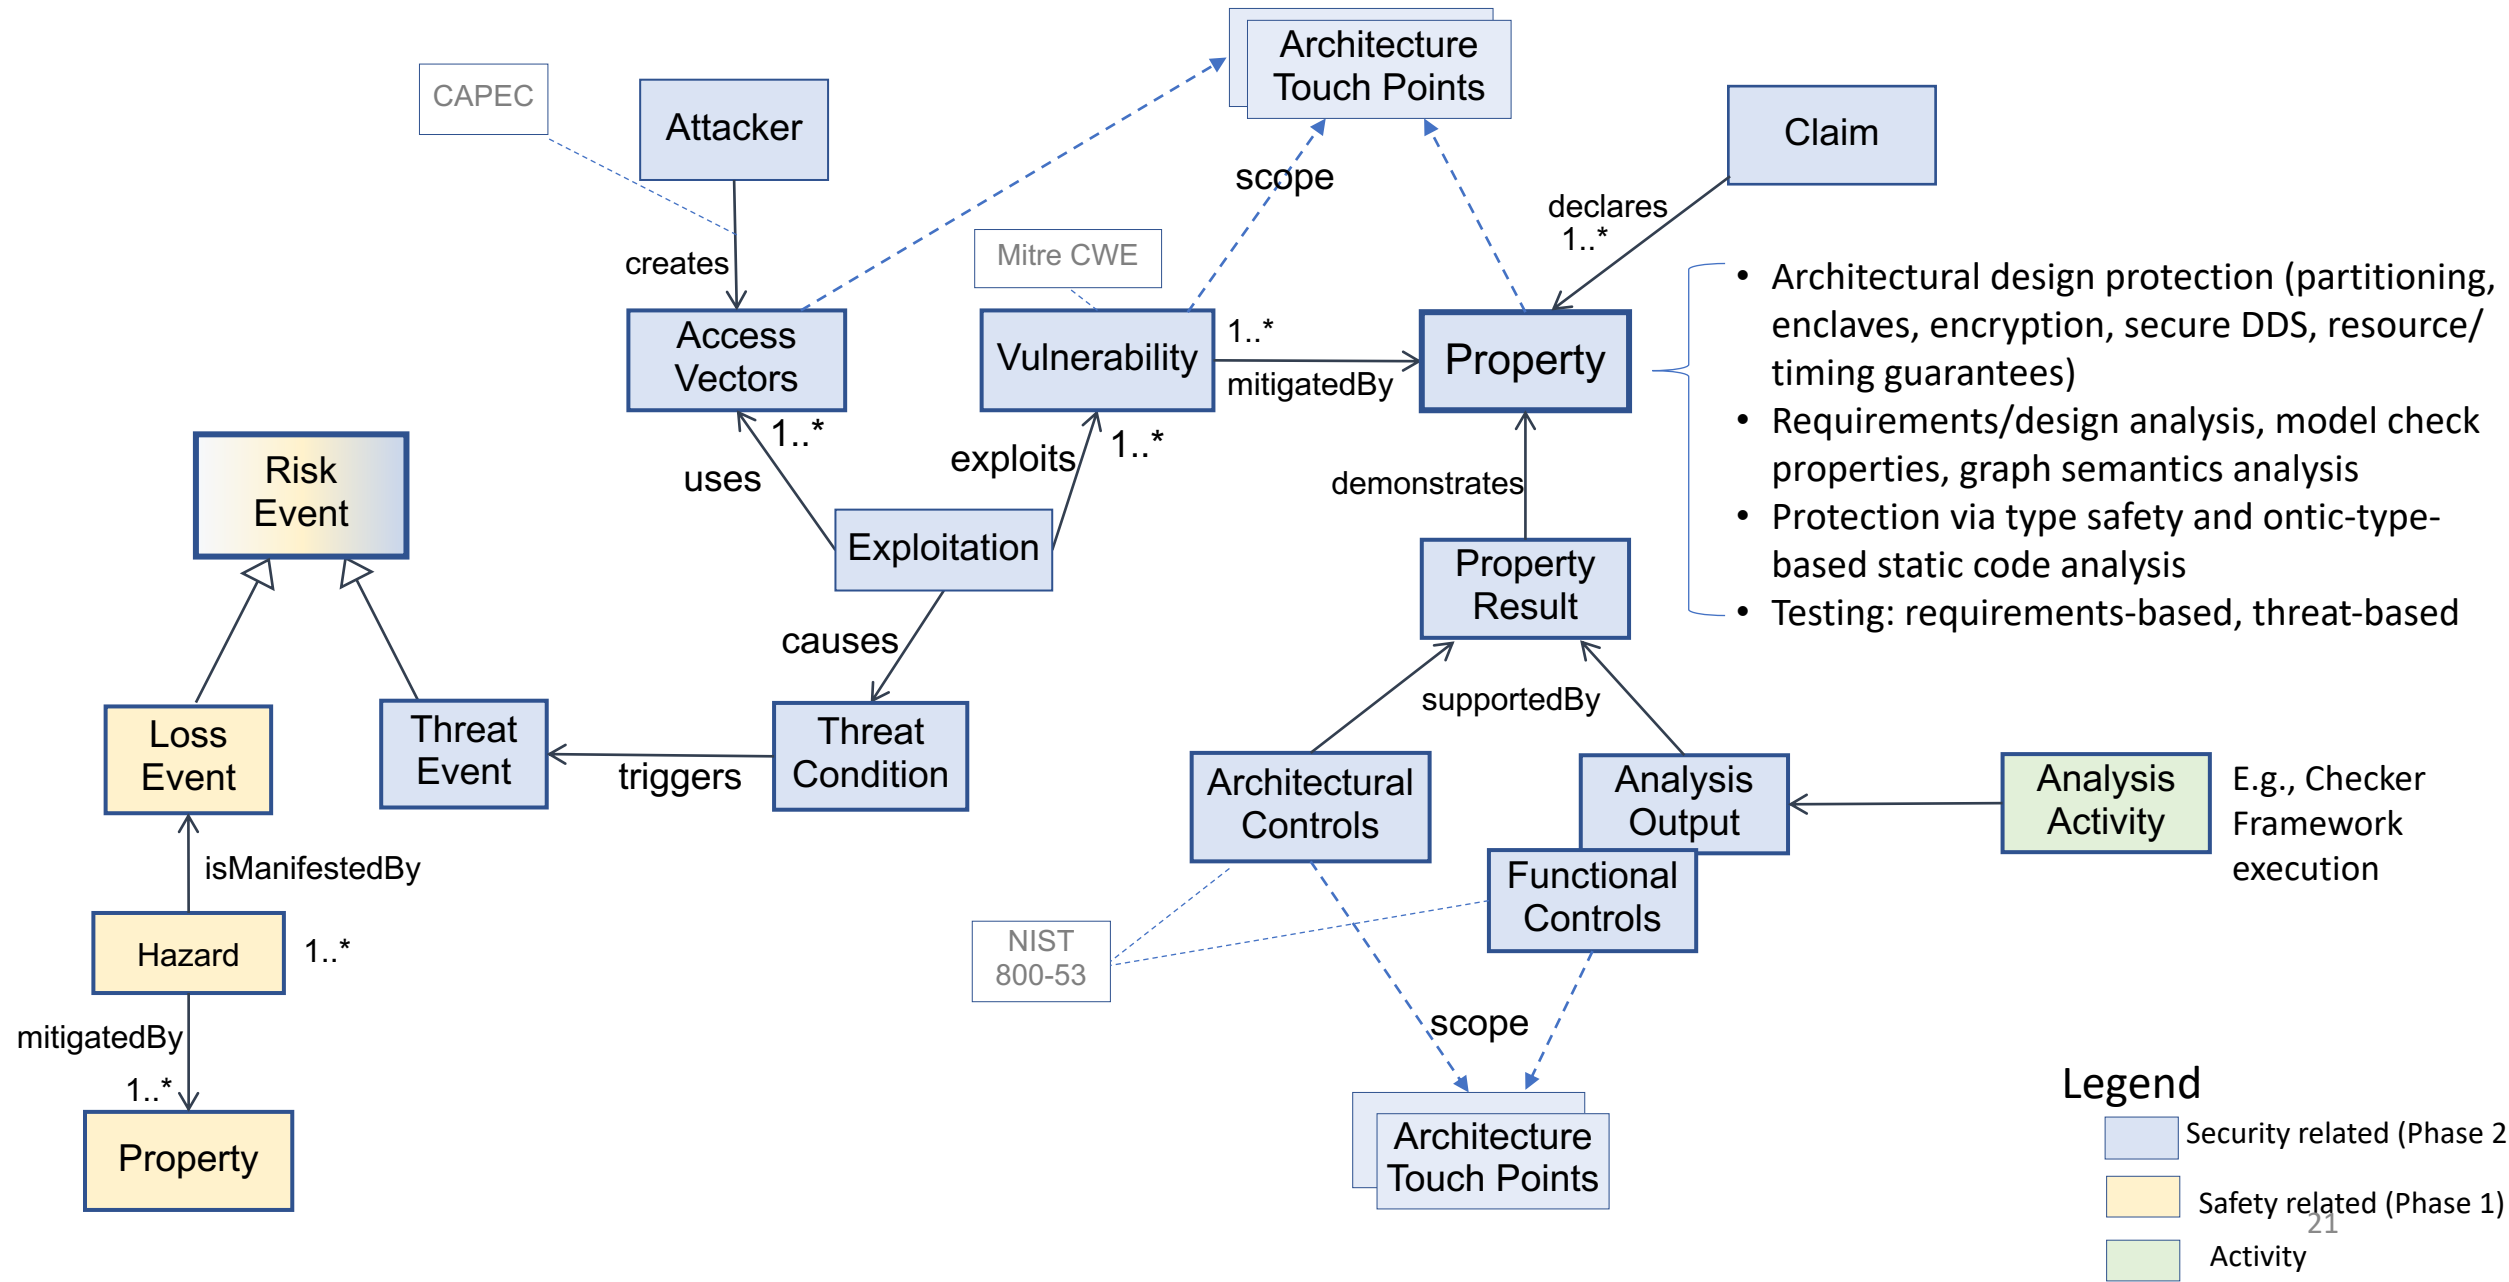 Architecture
Touch Points
CAPEC
Attacker
Claim
scope
declares
1..*
creates
Mitre CWE
Access
Vectors
Vulnerability
1..*
mitigatedBy
Property
• Architectural design protection (partitioning,
enclaves, encryption, secure DDS, resource/
timing guarantees)
• Requirements/design analysis, model check
properties, graph semantics analysis
• Protection via type safety and ontic-type-
based static code analysis
• Testing: requirements-based, threat-based
1..*
uses
exploits
1..*
demonstrates
Risk
Event
Exploitation
Property
Result
causes
supportedBy
Loss
Event
Threat
Event
triggers
Threat
Condition
Architectural
Controls
Analysis
Output
Analysis
Activity
E.g., Checker
Framework
execution
isManifestedBy
Functional
Controls
Hazard
1..*
NIST
800-53
mitigatedBy
1..*
scope
Property
Architecture
Touch Points
Legend
Security related (Phase 2
Safety related (Phase 1)
21
Activity